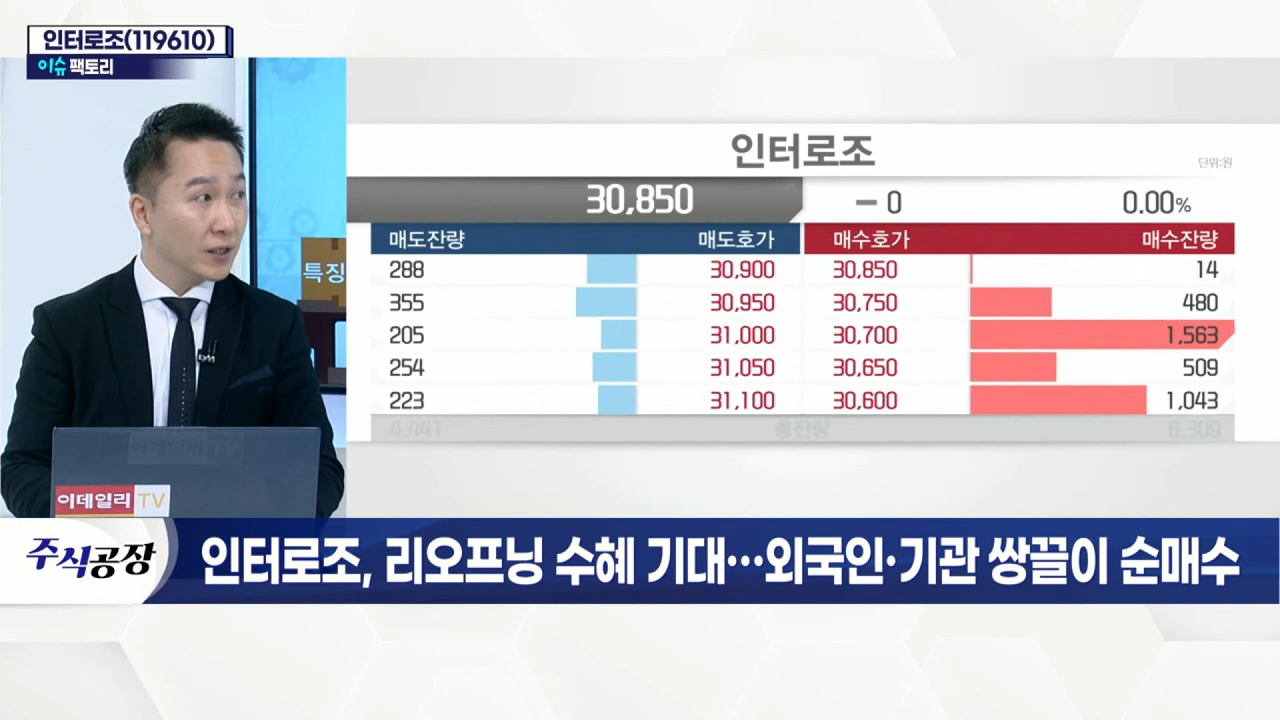 인터로조(119610)
이슈 팩토리
특징
인터로조
단위:원
30,850 0 0.00%
매도잔량 매도호가 매수호가 매수잔량
288 30,900 30,850 14
355 30,950 30,750 480
205 31,000 30,700 1,563
254 31,050 30,650 509
223 31,100 30,600 1,043
4,441 총잔량 6,309
이데일리 TV
주식공장
인터로조, 리오프닝 수혜 기대…외국인·기관 쌍끌이 순매수